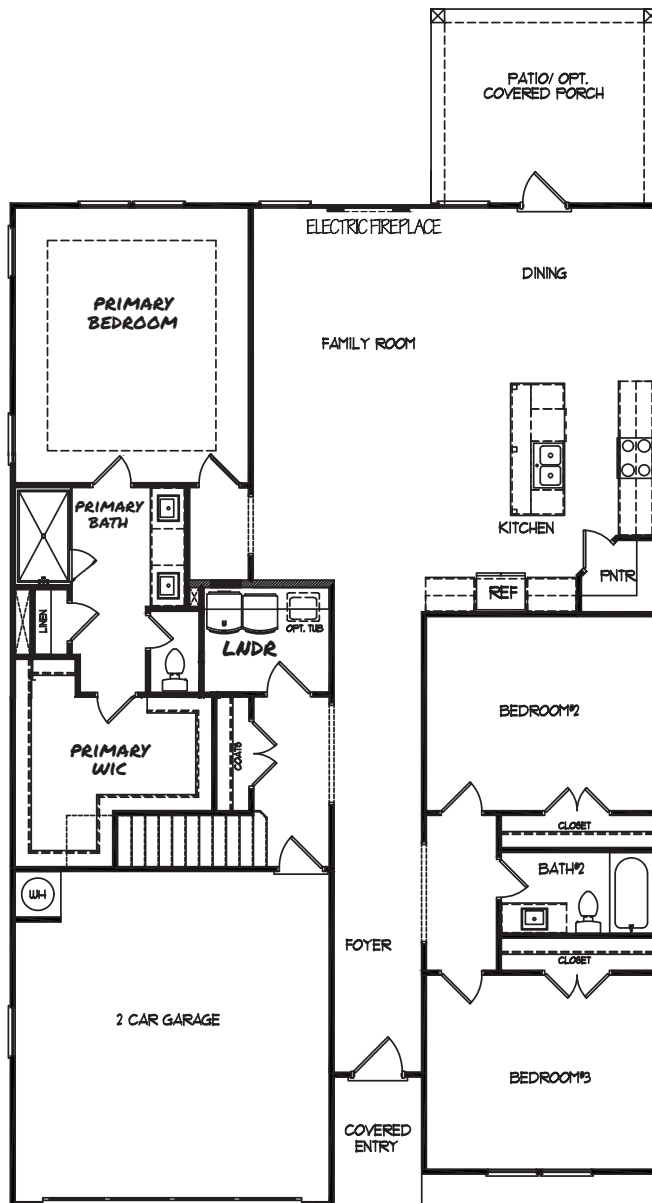 PATIO/ OPT.
COVERED PORCH
ELECTRIC FIREPLACE
DINING
PRIMARY
BEDROOM
FAMILY ROOM
PRIMARY
BATH
KITCHEN
PNTR
REF
LINEN
OPT. TUB
LNDR
BEDROOM#2
PRIMARY
WIC
COATS
CLOSET
BATH#2
WH
FOYER
CLOSET
2 CAR GARAGE
BEDROOM#3
COVERED
ENTRY